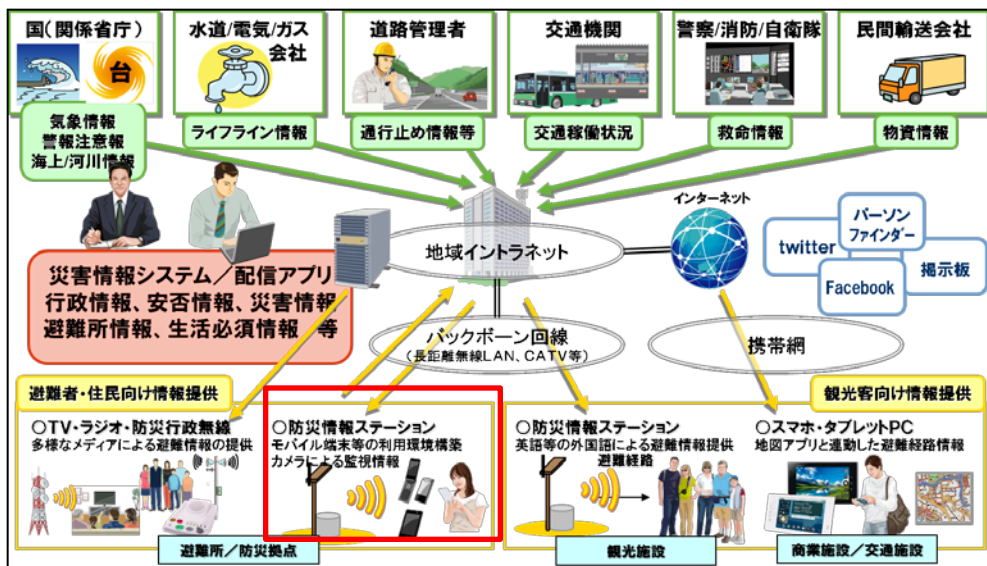 国(関係省庁)
水道/電気/ガス
会社
道路管理者
交通機関
警察/消防/自衛隊
民間輸送会社
台
気象情報
警報注意報
海上/河川情報
ライフライン情報
通行止め情報等
交通稼働状況
救命情報
物資情報
インターネット
地域イントラネット
twitter
パーソン
ファインダー
Facebook
掲示板
災害情報システム/配信アプリ
行政情報、安否情報、災害情報
避難所情報、生活必須情報 等
バックボーン回線
(長距離無線LAN、CATV等)
携帯網
避難者・住民向け情報提供
観光客向け情報提供
○TV・ラジオ・防災行政無線
多様なメディアによる避難情報の提供
○防災情報ステーション
モバイル端末等の利用環境構築
カメラによる監視情報
○防災情報ステーション
英語等の外国語による避難情報提供
避難経路
○スマホ・タブレットPC
地図アプリと連動した避難経路情報
避難所/防災拠点
観光施設
商業施設/交通施設